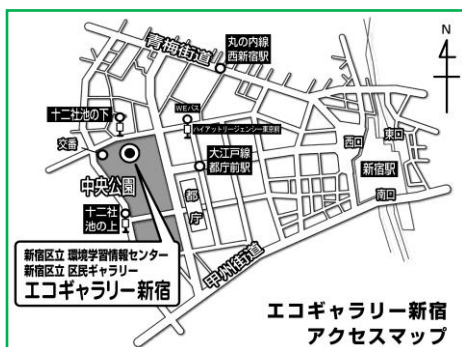 N
青梅街道
丸の内線
西新宿駅
十二社池の下
WEバス
ハイアットリージェンシー東京前
交番
大江戸線
都庁前駅
西口
東口
新宿駅
南口
中央公園
都庁
十二社
池の上
新宿区立 環境学習情報センター
新宿区立 区民ギャラリー
エコギャラリー新宿
甲州街道
エコギャラリー新宿
アクセスマップ